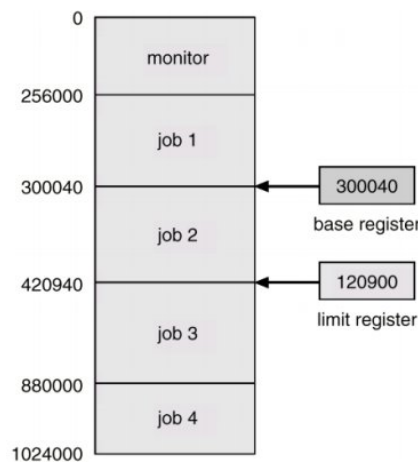 0
monitor
256000
job 1
300040
300040
base register
job 2
420940
120900
limit register
job 3
880000
job 4
1024000